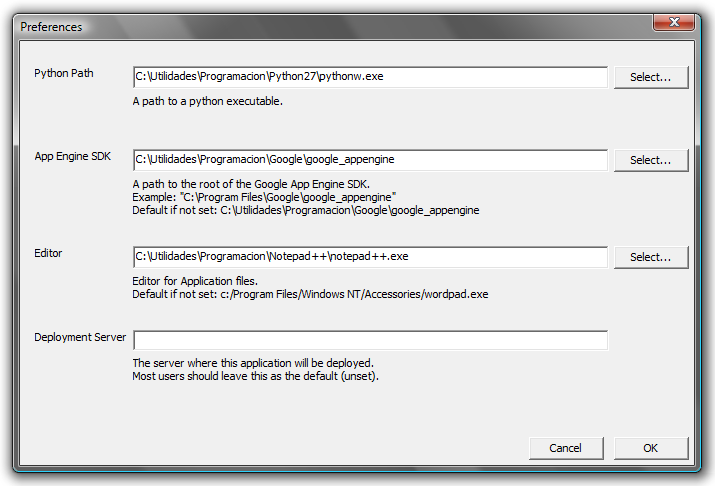 Preferences
Python Path
C:\Utilidades\Programacion\Python27\pythonw.exe
Select...
A path to a python executable.
App Engine SDK
C:\Utilidades\Programacion\Google\google_appengine
Select...
A path to the root of the Google App Engine SDK.
Example: "C:\Program Files\Google\google_appengine"
Default if not set: C:\Utilidades\Programacion\Google\google_appengine
Editor
C:\Utilidades\Programacion\Notepad++\notepad++.exe
Select...
Editor for Application files.
Default if not set: c:/Program Files/Windows NT/Accessories/wordpad.exe
Deployment Server
The server where this application will be deployed.
Most users should leave this as the default (unset).
Cancel
OK